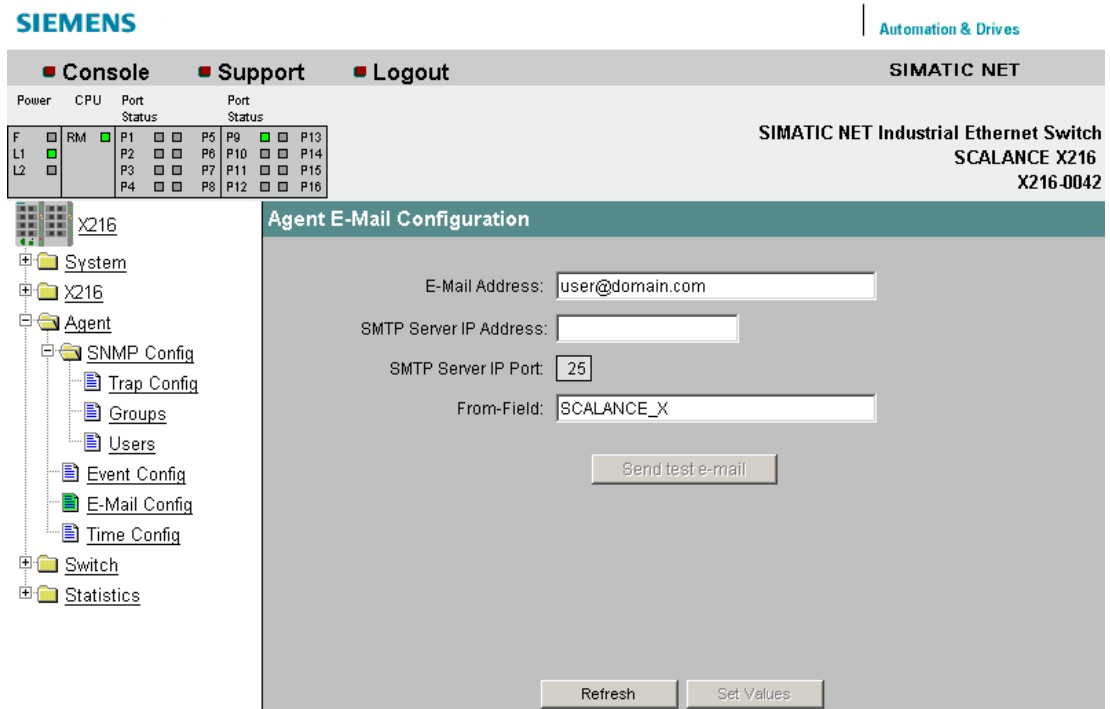 SIEMENS
Automation & Drives
Console Support Logout SIMATIC NET
Power CPU Port Status Port Status
F RM P1 P5 P9 P13
L1 P2 P6 P10 P14
L2 P3 P7 P11 P15
P4 P8 P12 P16
SIMATIC NET Industrial Ethernet Switch
SCALANCE X216
X216-0042
X216
System
X216
Agent
SNMP Config
Trap Config
Groups
Users
Event Config
E-Mail Config
Time Config
Switch
Statistics
Agent E-Mail Configuration
E-Mail Address: user@domain.com
SMTP Server IP Address:
SMTP Server IP Port: 25
From-Field: SCALANCE_X
Send test e-mail
Refresh Set Values